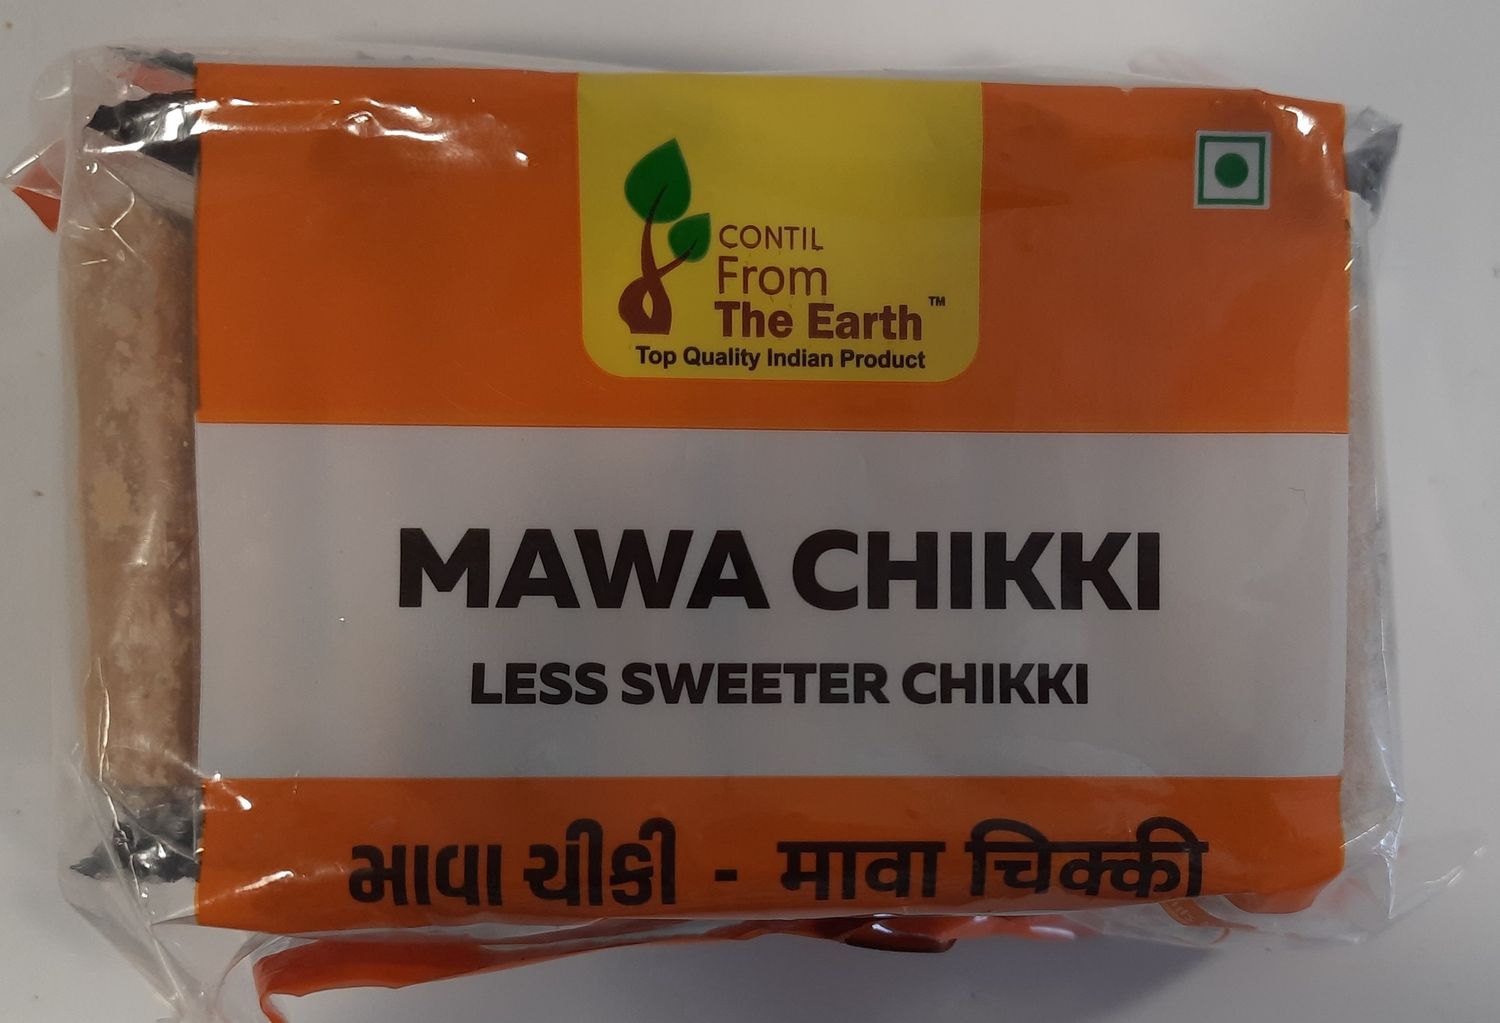 CONTIL
From
The Earth™
Top Quality Indian Product
MAWA CHIKKI
LESS SWEETER CHIKKI
માવા ચીકી - मावा चिक्की